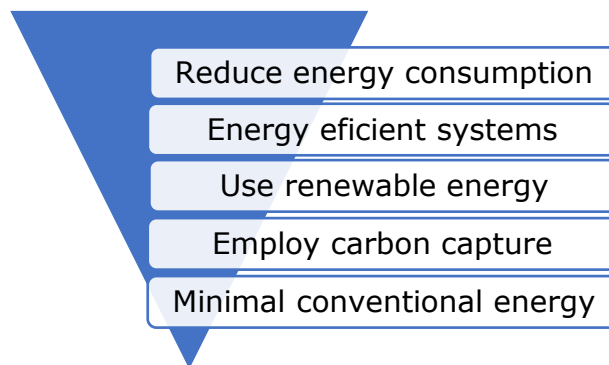 Reduce energy consumption
Energy eficient systems
Use renewable energy
Employ carbon capture
Minimal conventional energy